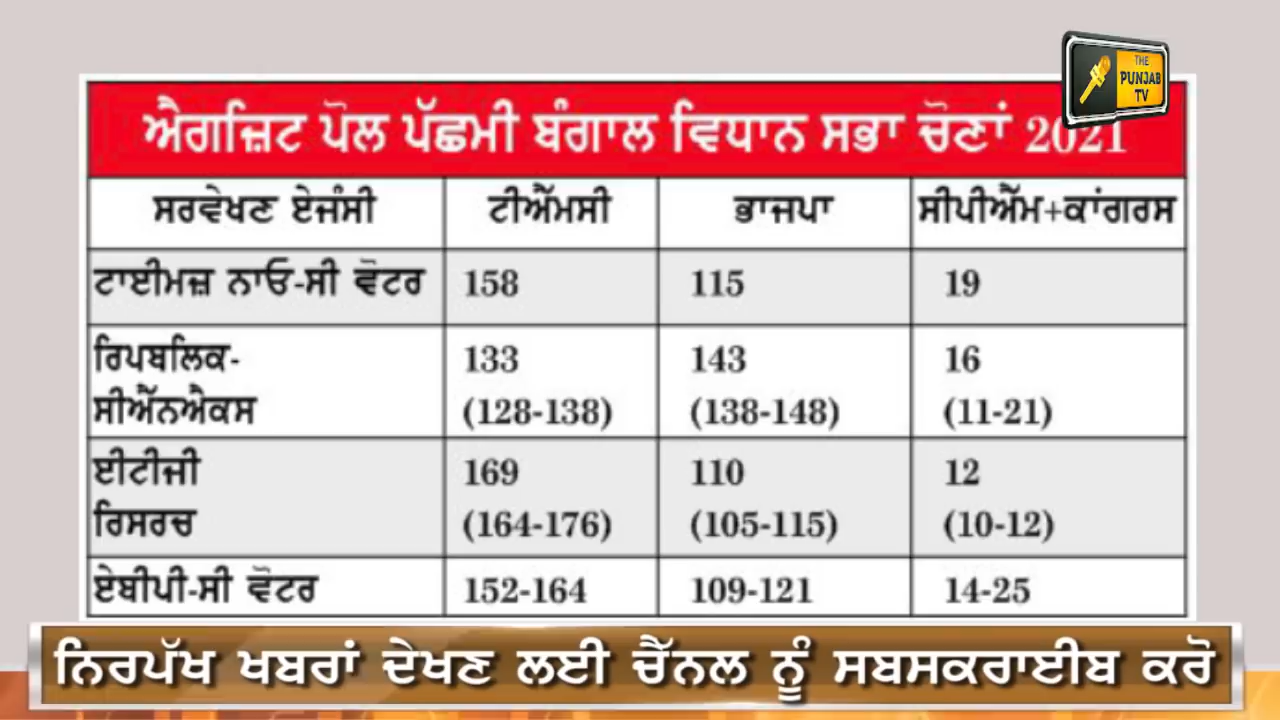 THE
PUNJAB
TV
ਐਗਜ਼ਿਟ ਪੋਲ ਪੱਛਮੀ ਬੰਗਾਲ ਵਿਧਾਨ ਸਭਾ ਚੋਣਾਂ 2021
ਸਰਵੇਖਣ ਏਜੰਸੀ ਟੀਐੱਮਸੀ ਭਾਜਪਾ ਸੀਪੀਐੱਮ+ਕਾਂਗਰਸ
ਟਾਈਮਜ਼ ਨਾਓ-ਸੀ ਵੋਟਰ 158 115 19
ਰਿਪਬਲਿਕ- 133 143 16
ਸੀਐੱਨਐਕਸ (128-138) (138-148) (11-21)
ਈਟੀਜੀ 169 110 12
ਰਿਸਰਚ (164-176) (105-115) (10-12)
ਏਬੀਪੀ-ਸੀ ਵੋਟਰ 152-164 109-121 14-25
ਨਿਰਪੱਖ ਖਬਰਾਂ ਦੇਖਣ ਲਈ ਚੈੱਨਲ ਨੂੰ ਸਬਸਕਰਾਈਬ ਕਰੋ